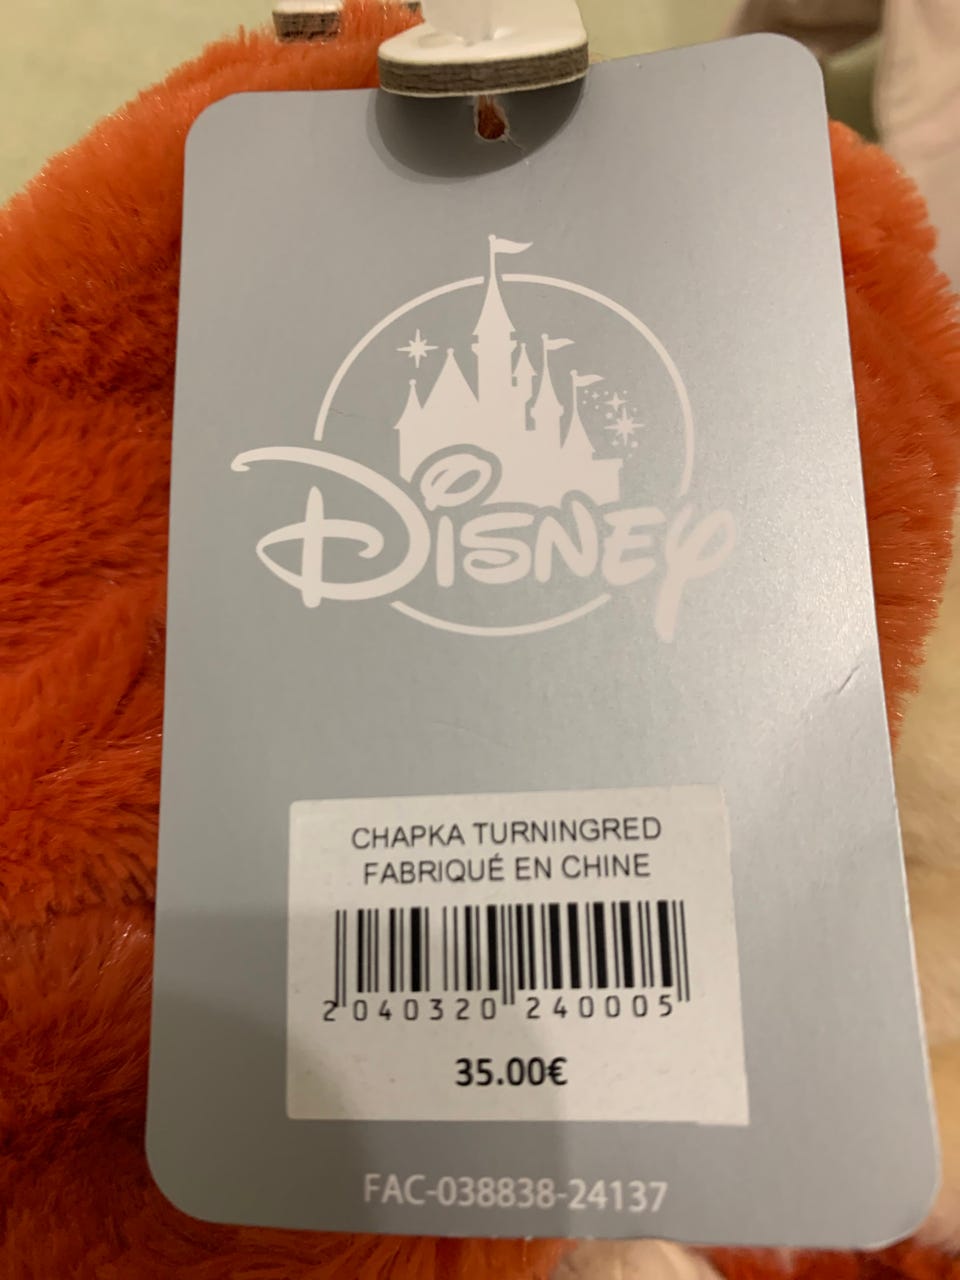 Disney
CHAPKA TURNINGRED
FABRIQUÉ EN CHINE
2 040320 240005
35.00€
FAC-038838-24137